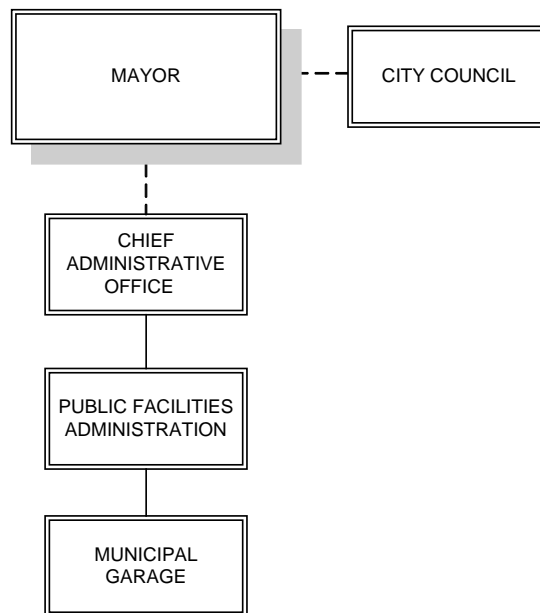 MAYOR
CITY COUNCIL
CHIEF
ADMINISTRATIVE
OFFICE
PUBLIC FACILITIES
ADMINISTRATION
MUNICIPAL
GARAGE